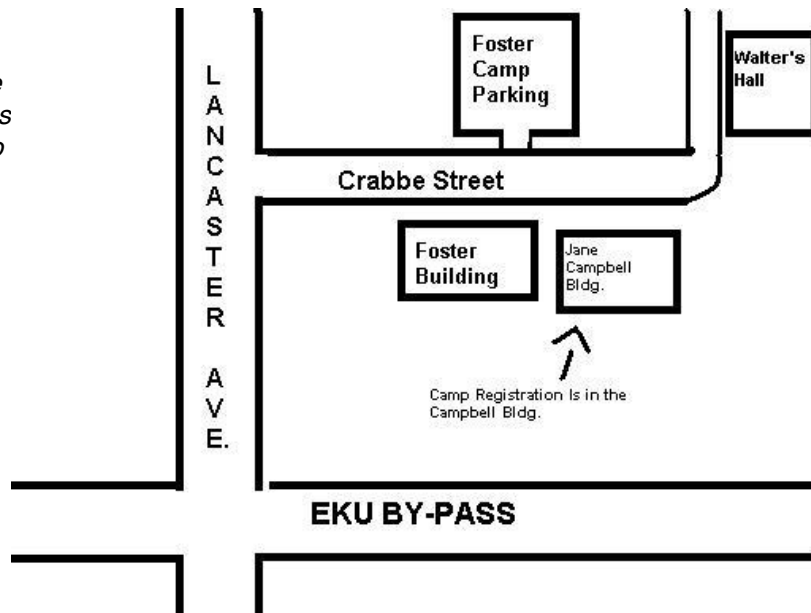 s
L
A
N
C
A
S
T
E
R
A
V
E.
Foster
Camp
Parking
Walter's
Hall
Crabbe Street
Foster
Building
Jane
Campbell
Bldg.
Camp Registration Is in the
Campbell Bldg.
EKU BY-PASS